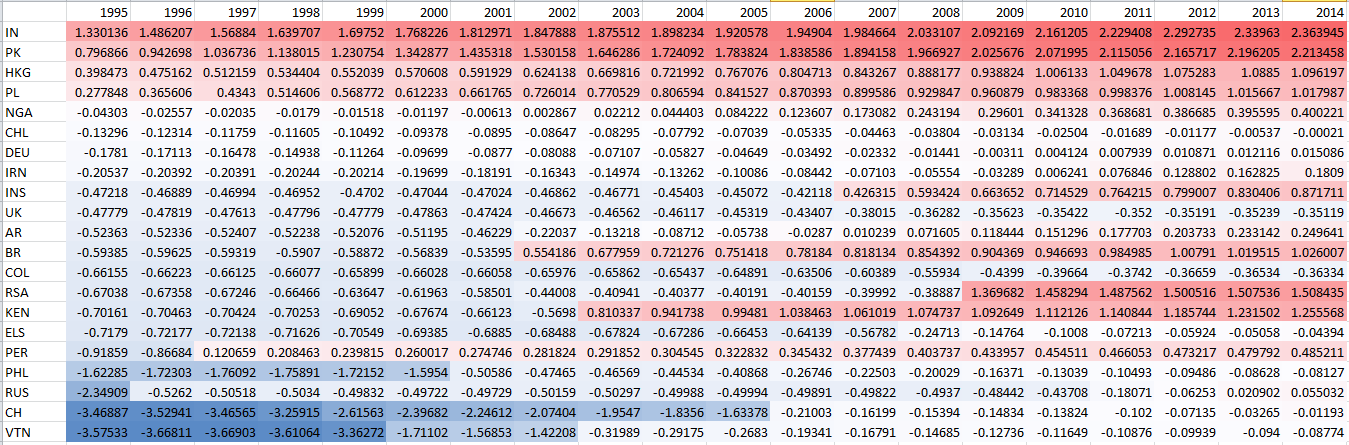 1995 1996 1997 1998 1999 2000 2001 2002 2003 2004 2005 2006 2007 2008 2009 2010 2011 2012 2013 2014
IN 1.330136 1.486207 1.56884 1.639707 1.69752 1.768226 1.812971 1.847888 1.875512 1.898234 1.920578 1.94904 1.984664 2.033107 2.092169 2.161205 2.229408 2.292735 2.33963 2.363945
PK 0.796866 0.942698 1.036736 1.138015 1.230754 1.342877 1.435318 1.530158 1.646286 1.724092 1.783824 1.838586 1.894158 1.966927 2.025676 2.071995 2.115056 2.165717 2.196205 2.213458
HKG 0.398473 0.475162 0.512159 0.534404 0.552039 0.570608 0.591929 0.624138 0.669816 0.721992 0.767076 0.804713 0.843267 0.888177 0.938824 1.006133 1.049678 1.075283 1.0885 1.096197
PL 0.277848 0.365606 0.4343 0.514606 0.568772 0.612233 0.661765 0.726014 0.770529 0.806594 0.841527 0.870393 0.899586 0.929847 0.960879 0.983368 0.998376 1.008145 1.015667 1.017987
NGA -0.04303 -0.02557 -0.02035 -0.0179 -0.01518 -0.01197 -0.00613 0.002867 0.02212 0.044403 0.084222 0.123607 0.173082 0.243194 0.29601 0.341328 0.368681 0.386685 0.395595 0.400221
CHL -0.13296 -0.12314 -0.11759 -0.11605 -0.10492 -0.09378 -0.0895 -0.08647 -0.08295 -0.07792 -0.07039 -0.05335 -0.04463 -0.03804 -0.03134 -0.02504 -0.01689 -0.01177 -0.00537 -0.00021
DEU -0.1781 -0.17113 -0.16478 -0.14938 -0.11264 -0.09699 -0.0877 -0.08088 -0.07107 -0.05827 -0.04649 -0.03492 -0.02332 -0.01441 -0.00311 0.004124 0.007939 0.010871 0.012116 0.015086
IRN -0.20537 -0.20392 -0.20391 -0.20244 -0.20214 -0.19699 -0.18191 -0.16343 -0.14974 -0.13262 -0.10086 -0.08442 -0.07103 -0.05554 -0.03289 0.006241 0.076846 0.128802 0.162825 0.1809
INS -0.47218 -0.46889 -0.46994 -0.46952 -0.4702 -0.47044 -0.47024 -0.46862 -0.46771 -0.45403 -0.45072 -0.42118 0.426315 0.593424 0.663652 0.714529 0.764215 0.799007 0.830406 0.871711
UK -0.47779 -0.47819 -0.47613 -0.47796 -0.47779 -0.47863 -0.47424 -0.46673 -0.46562 -0.46117 -0.45319 -0.43407 -0.38015 -0.36282 -0.35623 -0.35422 -0.352 -0.35191 -0.35239 -0.35119
AR -0.52363 -0.52336 -0.52407 -0.52238 -0.52076 -0.51195 -0.46229 -0.22037 -0.13218 -0.08712 -0.05738 -0.0287 0.010239 0.071605 0.118444 0.151296 0.177703 0.203733 0.233142 0.249641
BR -0.59385 -0.59625 -0.59319 -0.5907 -0.58872 -0.56839 -0.53595 0.554186 0.677959 0.721276 0.751418 0.78184 0.818134 0.854392 0.904369 0.946693 0.984985 1.00791 1.019515 1.026007
COL -0.66155 -0.66223 -0.66125 -0.66077 -0.65899 -0.66028 -0.66058 -0.65976 -0.65862 -0.65437 -0.64891 -0.63506 -0.60389 -0.55934 -0.4399 -0.39664 -0.3742 -0.36659 -0.36534 -0.36334
RSA -0.67038 -0.67358 -0.67246 -0.66466 -0.63647 -0.61963 -0.58501 -0.44008 -0.40941 -0.40377 -0.40191 -0.40159 -0.39992 -0.38887 1.369682 1.458294 1.487562 1.500516 1.507536 1.508435
KEN -0.70161 -0.70463 -0.70424 -0.70253 -0.69052 -0.67674 -0.66123 -0.5698 0.810337 0.941738 0.99481 1.038463 1.061019 1.074737 1.092649 1.112126 1.140844 1.185744 1.231502 1.255568
ELS -0.7179 -0.72177 -0.72138 -0.71626 -0.70549 -0.69385 -0.6885 -0.68488 -0.67824 -0.67286 -0.66453 -0.64139 -0.56782 -0.24713 -0.14764 -0.1008 -0.07213 -0.05924 -0.05058 -0.04394
PER -0.91859 -0.86684 0.120659 0.208463 0.239815 0.260017 0.274746 0.281824 0.291852 0.304545 0.322832 0.345432 0.377439 0.403737 0.433957 0.454511 0.466053 0.473217 0.479792 0.485211
PHL -1.62285 -1.72303 -1.76092 -1.75891 -1.72152 -1.5954 -0.50586 -0.47465 -0.46569 -0.44534 -0.40868 -0.26746 -0.22503 -0.20029 -0.16371 -0.13039 -0.10493 -0.09486 -0.08628 -0.08127
RUS -2.34909 -0.5262 -0.50518 -0.5034 -0.49832 -0.49722 -0.49729 -0.50159 -0.50297 -0.49988 -0.49994 -0.49891 -0.49822 -0.4937 -0.48442 -0.43708 -0.18071 -0.06253 0.020902 0.055032
CH -3.46887 -3.52941 -3.46565 -3.25915 -2.61563 -2.39682 -2.24612 -2.07404 -1.9547 -1.8356 -1.63378 -0.21003 -0.16199 -0.15394 -0.14834 -0.13824 -0.102 -0.07135 -0.03265 -0.01193
VTN -3.57533 -3.66811 -3.66903 -3.61064 -3.36272 -1.71102 -1.56853 -1.42208 -0.31989 -0.29175 -0.2683 -0.19341 -0.16791 -0.14685 -0.12736 -0.11649 -0.10876 -0.09939 -0.094 -0.08774